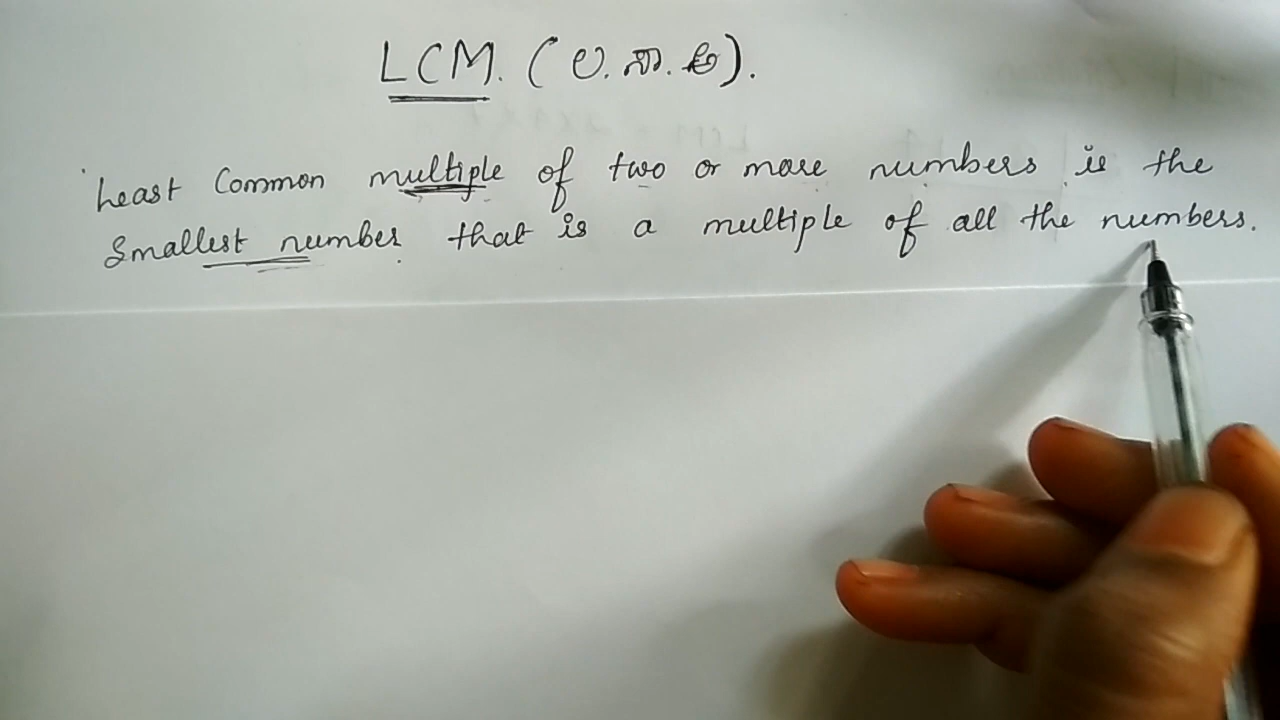 LCM. (ಲ.ಸಾ.ಅ).
Least Common multiple of two or more numbers is the
Smallest number that is a multiple of all the numbers.